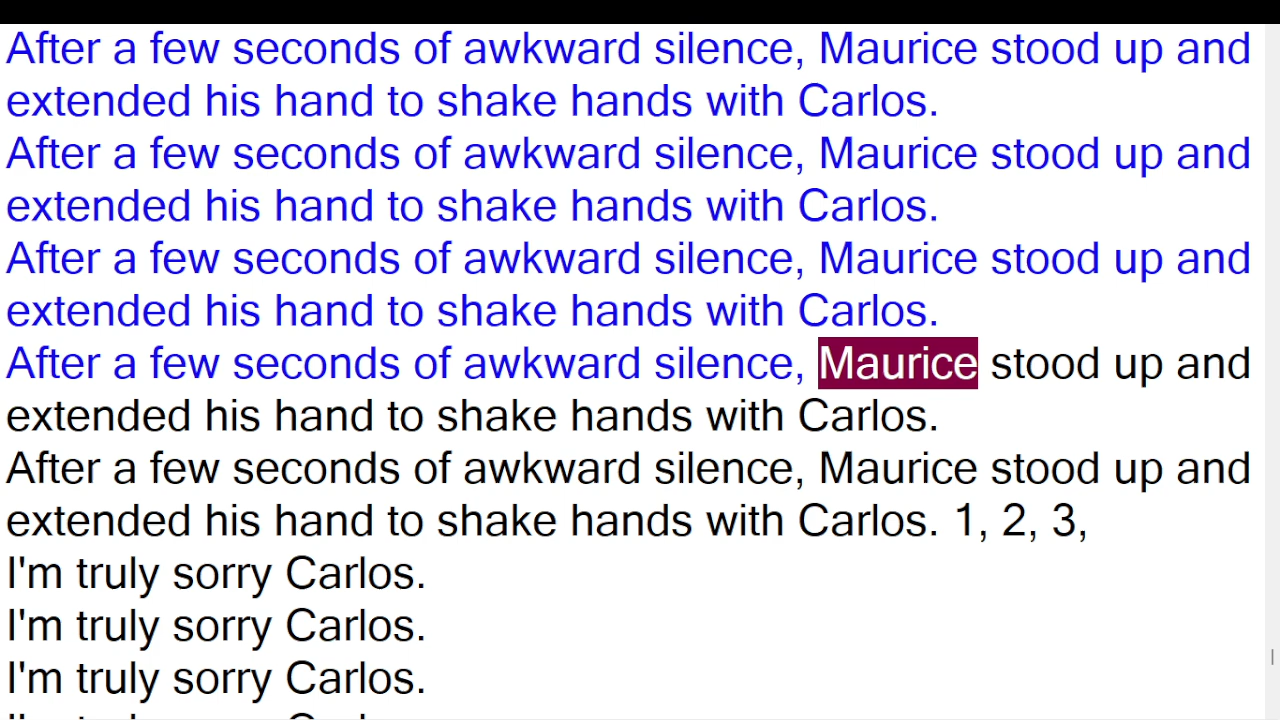 After a few seconds of awkward silence, Maurice stood up and
extended his hand to shake hands with Carlos.
After a few seconds of awkward silence, Maurice stood up and
extended his hand to shake hands with Carlos.
After a few seconds of awkward silence, Maurice stood up and
extended his hand to shake hands with Carlos.
After a few seconds of awkward silence, Maurice stood up and
extended his hand to shake hands with Carlos.
After a few seconds of awkward silence, Maurice stood up and
extended his hand to shake hands with Carlos. 1, 2, 3,
I'm truly sorry Carlos.
I'm truly sorry Carlos.
I'm truly sorry Carlos.